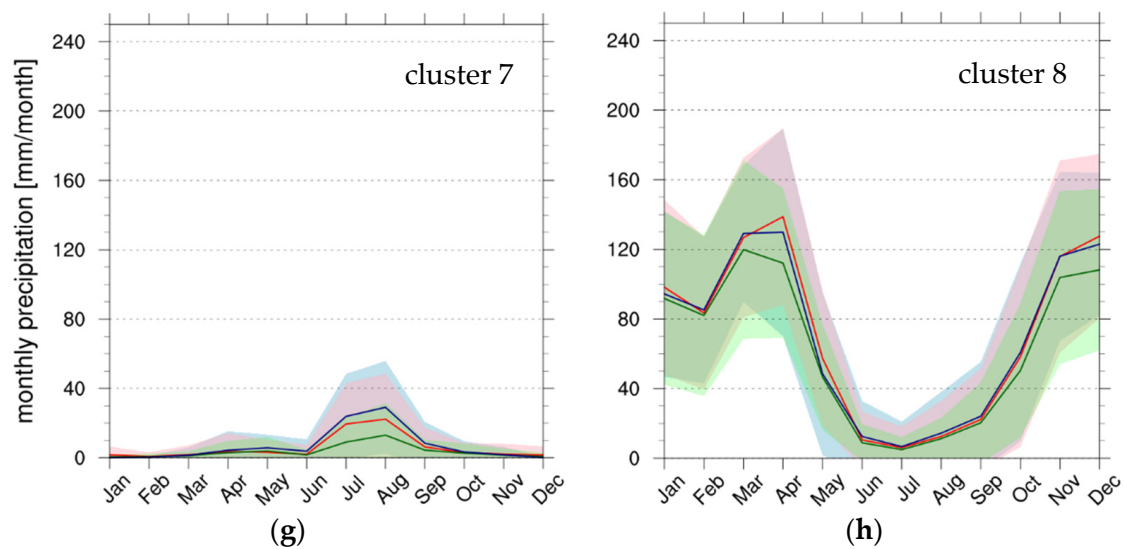 monthly precipitation [mm/month]
240
200
160
120
80
40
0
cluster 7
Jan Feb Mar Apr May Jun Jul Aug Sep Oct Nov Dec
(g)
240
200
160
120
80
40
0
cluster 8
Jan Feb Mar Apr May Jun Jul Aug Sep Oct Nov Dec
(h)